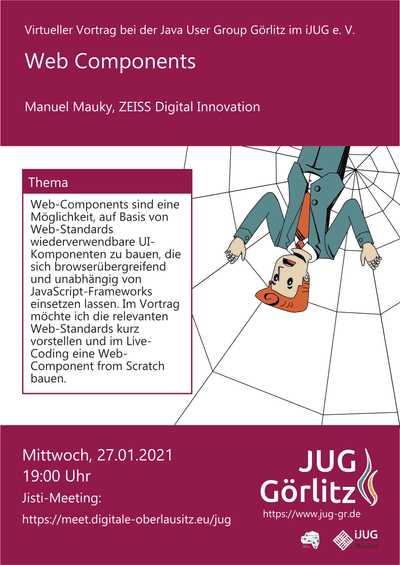 Virtueller Vortrag bei der Java User Group Görlitz im iJUG e. V.
Web Components
Manuel Mauky, ZEISS Digital Innovation
Thema
Web-Components sind eine
Möglichkeit, auf Basis von
Web-Standards
wiederverwendbare UI-
Komponenten zu bauen, die
sich browserübergreifend
und unabhängig von
JavaScript-Frameworks
einsetzen lassen. Im Vortrag
möchte ich die relevanten
Web-Standards kurz
vorstellen und im Live-
Coding eine Web-
Component from Scratch
bauen.
Mittwoch, 27.01.2021
19:00 Uhr
Jisti-Meeting:
https://meet.digitale-oberlausitz.eu/jug
JUG
Görlitz
https://www.jug-gr.de
iJUG